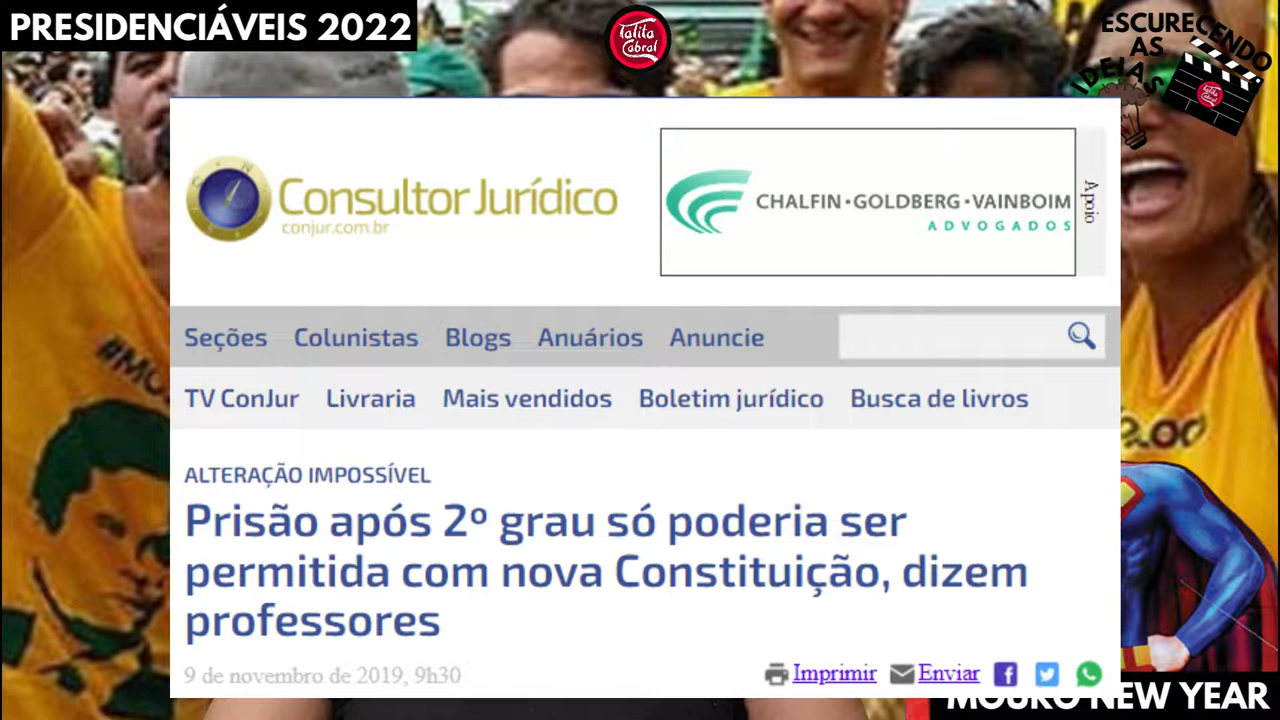 PRESIDENCIÁVEIS 2022
Talita
Cabral
ESCURECENDO
AS
IDEIAS
Consultor Jurídico
conjur.com.br
CHALFIN • GOLDBERG • VAINBOIM
ADVOGADOS
Apoio
Seções Colunistas Blogs Anuários Anuncie
TV ConJur Livraria Mais vendidos Boletim jurídico Busca de livros
ALTERAÇÃO IMPOSSÍVEL
Prisão após 2º grau só poderia ser
permitida com nova Constituição, dizem
professores
9 de novembro de 2019, 9h30
Imprimir Enviar
MOURO NEW YEAR